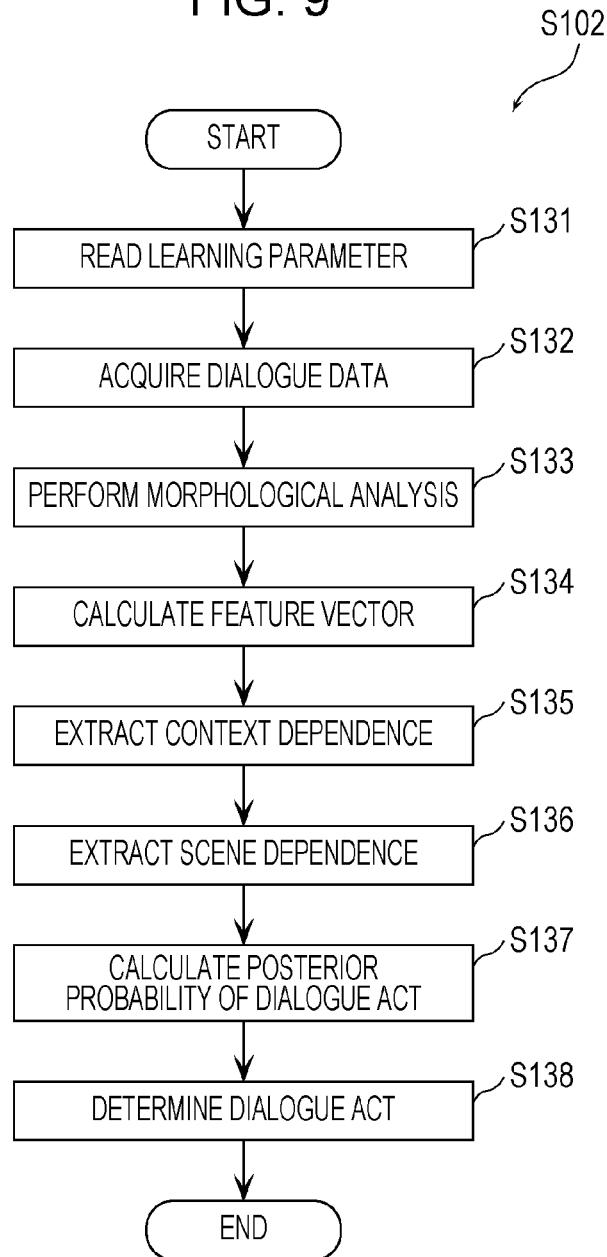 FIG. 9
S102
START
S131
READ LEARNING PARAMETER
S132
ACQUIRE DIALOGUE DATA
S133
PERFORM MORPHOLOGICAL ANALYSIS
S134
CALCULATE FEATURE VECTOR
S135
EXTRACT CONTEXT DEPENDENCE
S136
EXTRACT SCENE DEPENDENCE
S137
CALCULATE POSTERIOR
PROBABILITY OF DIALOGUE ACT
S138
DETERMINE DIALOGUE ACT
END